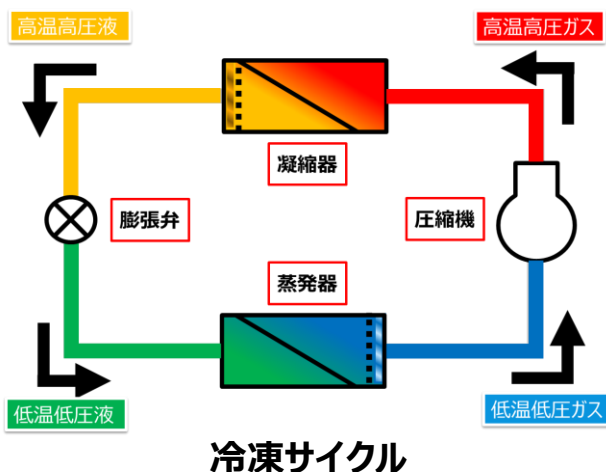 高温高圧液
高温高圧ガス
凝縮器
膨張弁
圧縮機
蒸発器
低温低圧液
低温低圧ガス
冷凍サイクル